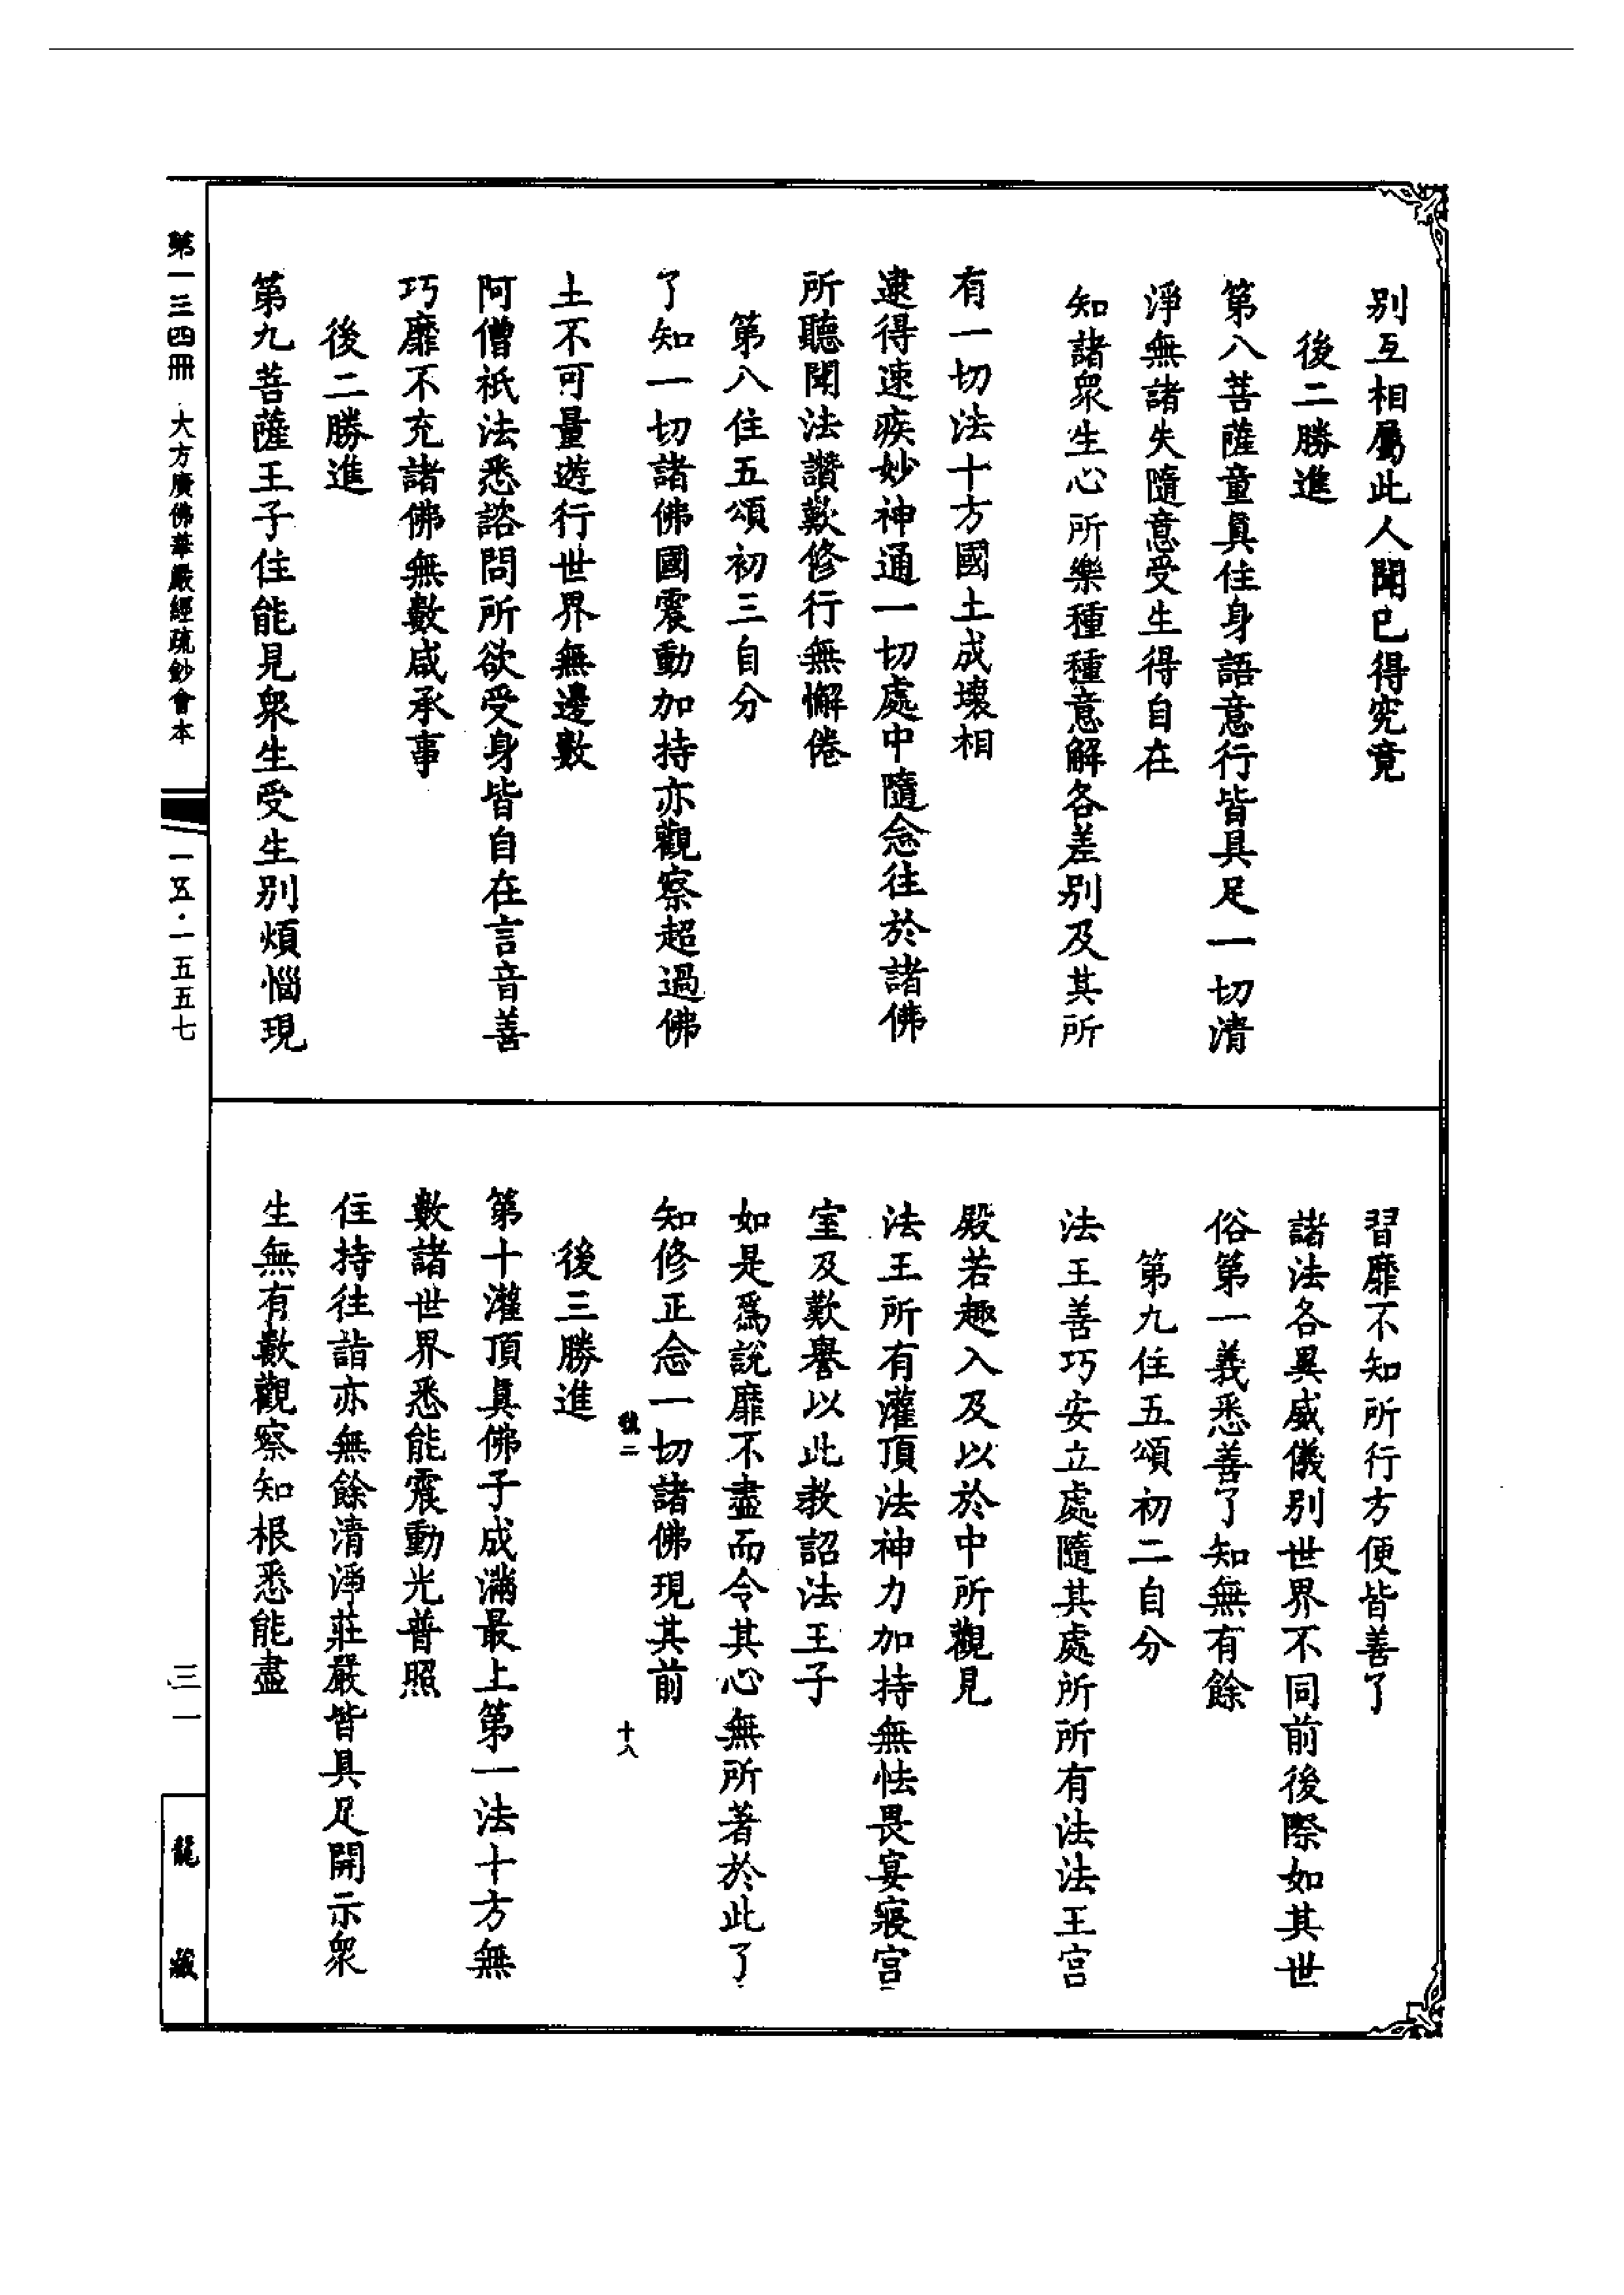 别互相屬此人聞已得究竟
後二勝進
第八菩薩童真住身語意行皆具足一切清
淨無諸失隨意受生得自在
知諸衆生心所樂種種意解各差别及其所
有一切法十方國土成壞相
逮得速疾妙神通一切處中隨念往於諸佛
所聽聞法讚歎修行無懈倦
第八住五頌初三自分
了知一切諸佛國震動加持亦觀察超過佛
土不可量遊行世界無邊數
阿僧祇法悉諮問所欲受身皆自在言音善
巧靡不充諸佛無數咸承事
後二勝進
第九菩薩王子住能見衆生受生别煩惱現
習靡不知所行方便皆善了
諸法各異威儀别世界不同前後際如其世
俗第一義悉善了知無有餘
第九住五頌初二自分
法王善巧安立處隨其處所所有法法王宫
殿若趣入及以於中所觀見
法王所有灌頂法神力加持無怯畏宴寢宫
室及歎譽以此教詔法王子
如是爲說靡不盡而令其心無所著於此了
知修正念一切諸佛現其前
二 十八
後三勝進
第十灌頂真佛子成滿最上第一法十方無
數諸世界悉能震動光普照
住持往詣亦無餘清淨莊嚴皆具足開示衆
生無有數觀察知根悉能盡
第一三四冊 大方廣佛華嚴經疏鈔會本
一五·一五五七
三一
龍藏